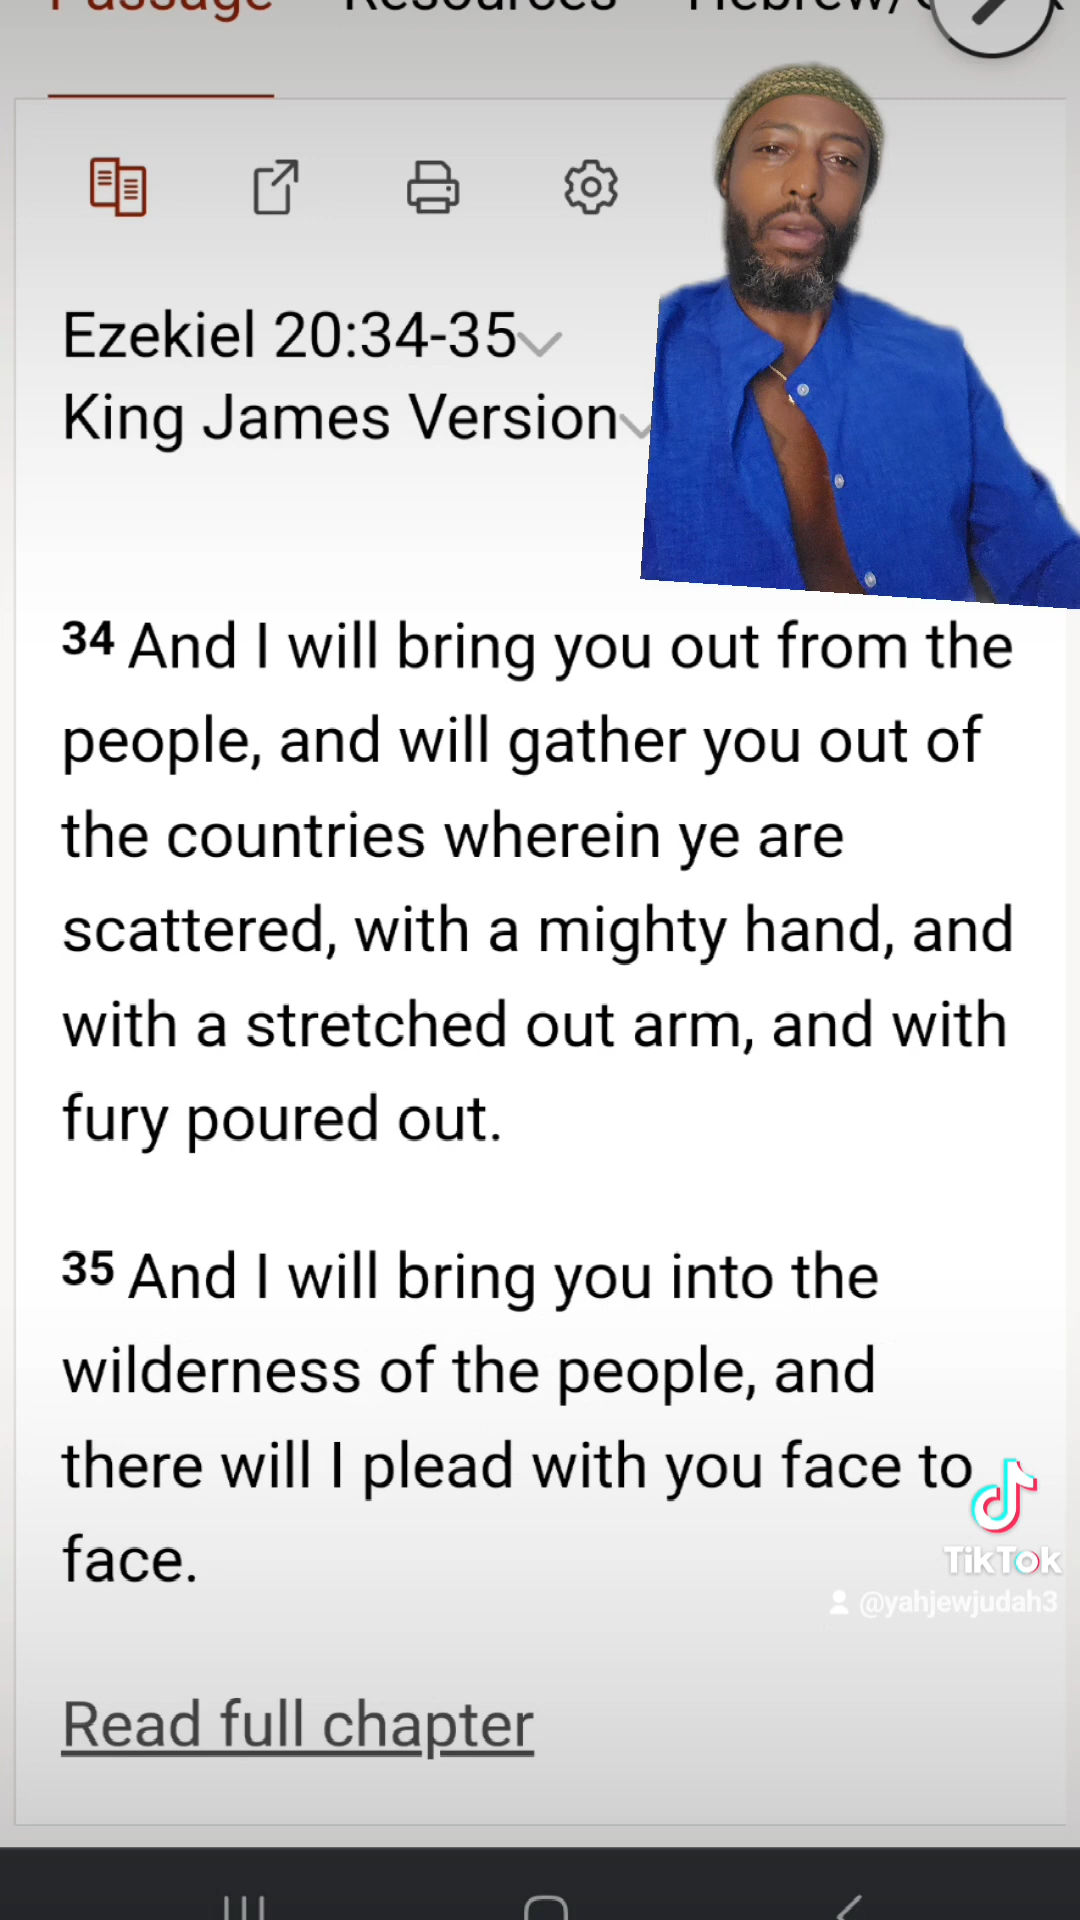 Passage Resources Hebrew/
Ezekiel 20:34-35
King James Version
34 And I will bring you out from the
people, and will gather you out of
the countries wherein ye are
scattered, with a mighty hand, and
with a stretched out arm, and with
fury poured out.
35 And I will bring you into the
wilderness of the people, and
there will I plead with you face to
face.
TikTok
@yahjewjudah3
Read full chapter